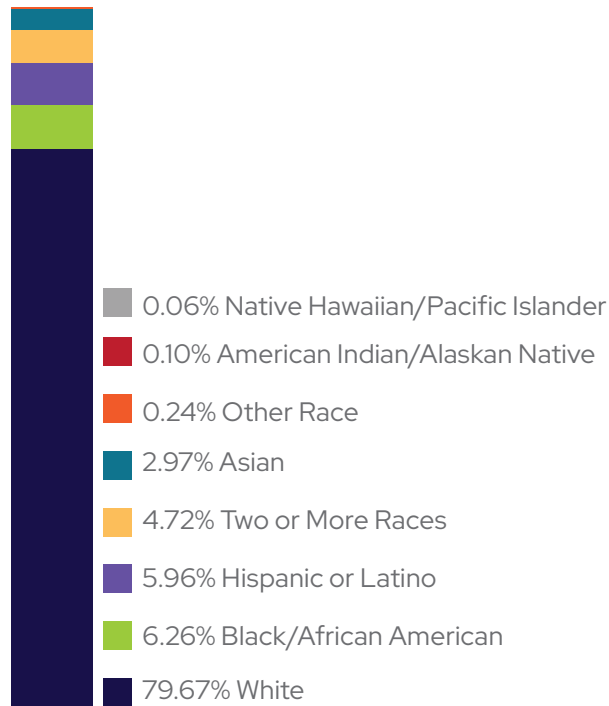 0.06% Native Hawaiian/Pacific Islander
0.10% American Indian/Alaskan Native
0.24% Other Race
2.97% Asian
4.72% Two or More Races
5.96% Hispanic or Latino
6.26% Black/African American
79.67% White